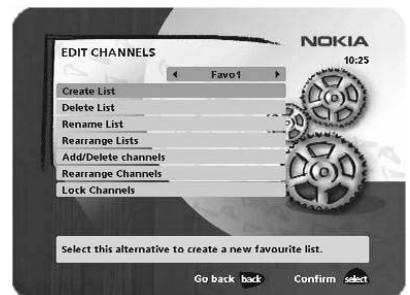 NOKIA
EDIT CHANNELS
10:25
Favo1
Create List
Delete List
Rename List
Rearrange Lists
Add/Delete channels
Rearrange Channels
Lock Channels
Select this alternative to create a new favourite list.
Go back back Confirm select